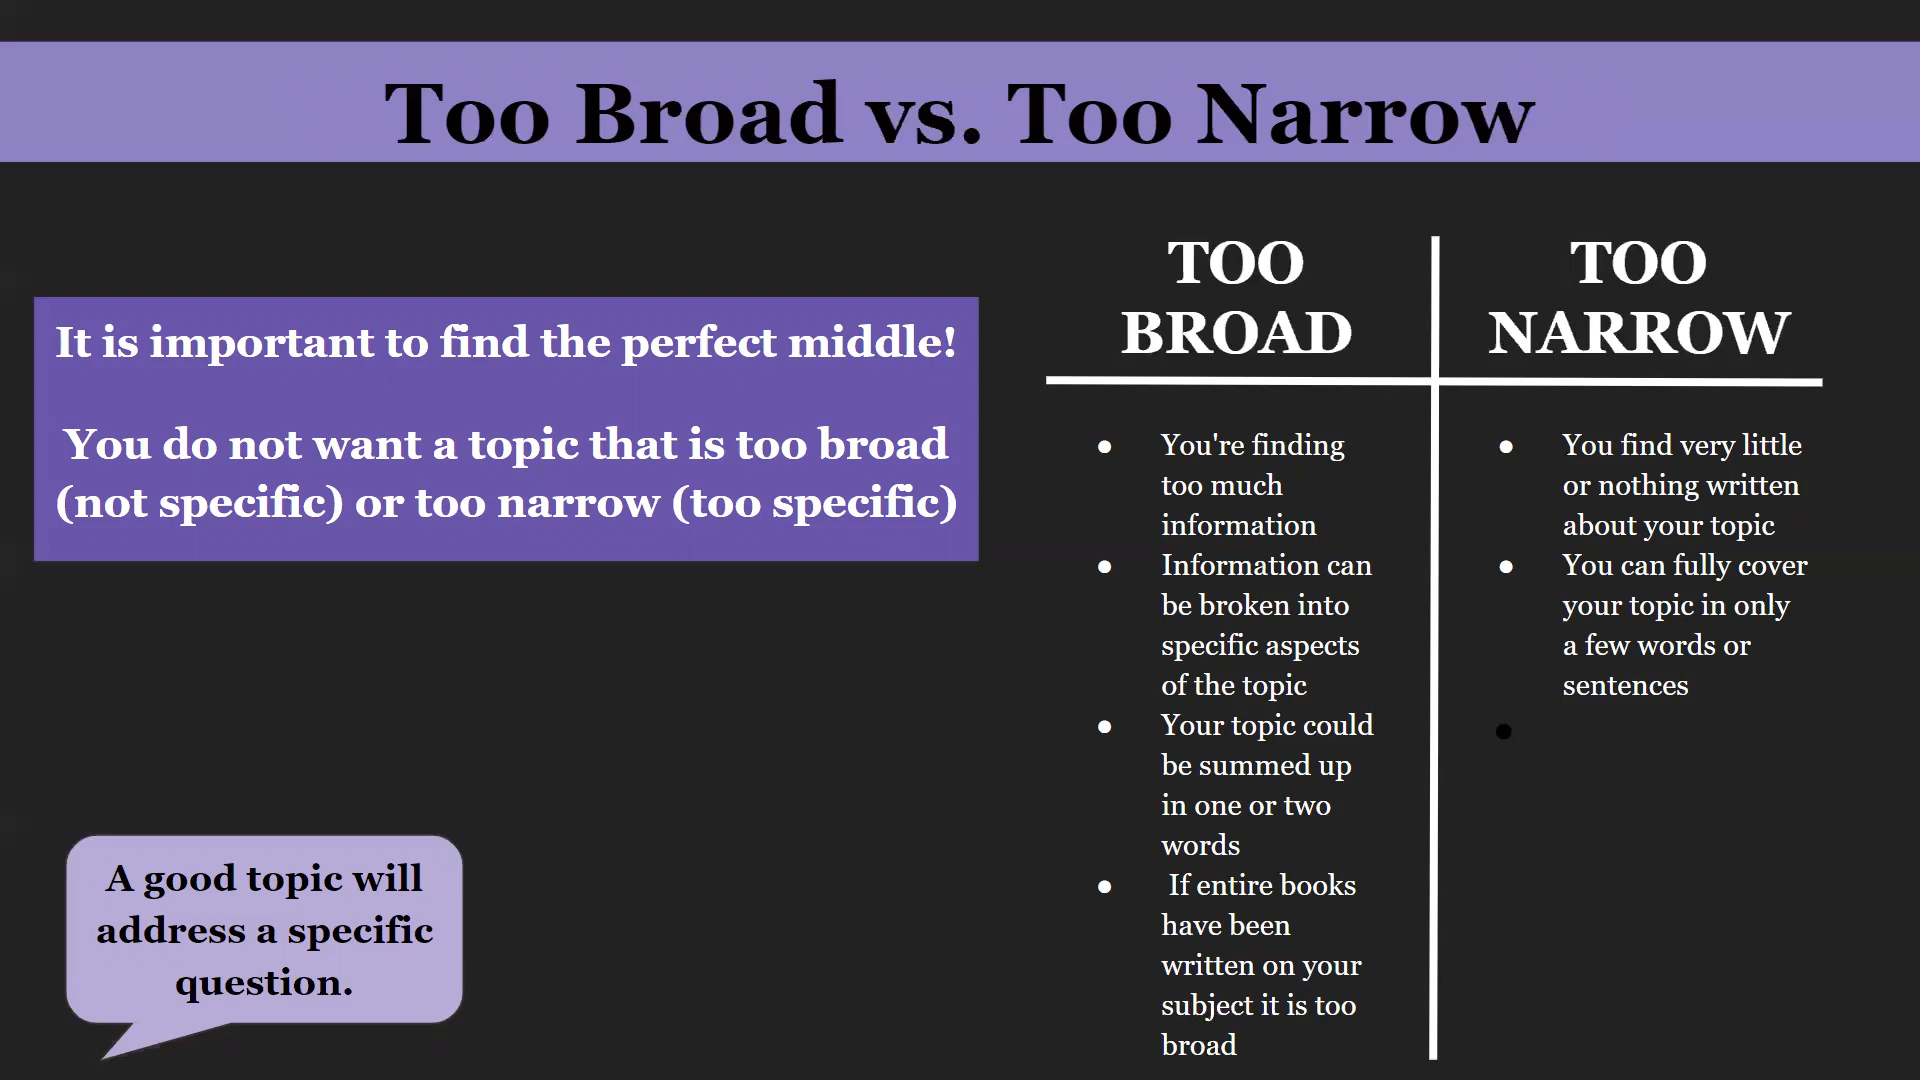 Too Broad vs. Too Narrow
It is important to find the perfect middle!
You do not want a topic that is too broad
(not specific) or too narrow (too specific)
A good topic will
address a specific
question.
TOO
BROAD
● You're finding
too much
information
● Information can
be broken into
specific aspects
of the topic
● Your topic could
be summed up
in one or two
words
● If entire books
have been
written on your
subject it is too
broad
TOO
NARROW
● You find very little
or nothing written
about your topic
● You can fully cover
your topic in only
a few words or
sentences
●